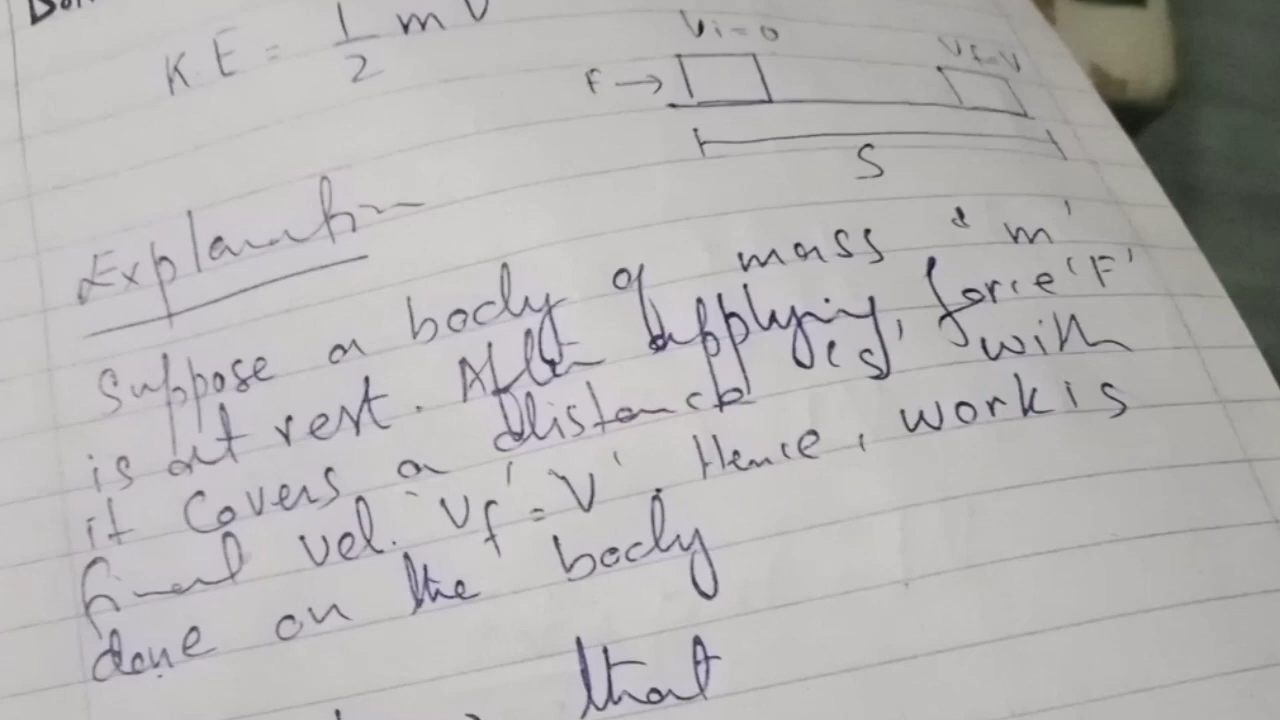 K.E = 1/2 m V
Vi = 0
Vf = V
F →
S
Explanation
Suppose a body of mass 'm'
is at rest. After applying, force 'F'
it Covers a distance 's' with
final vel. 'Vf' = V'. Hence, work is
done on the body
that